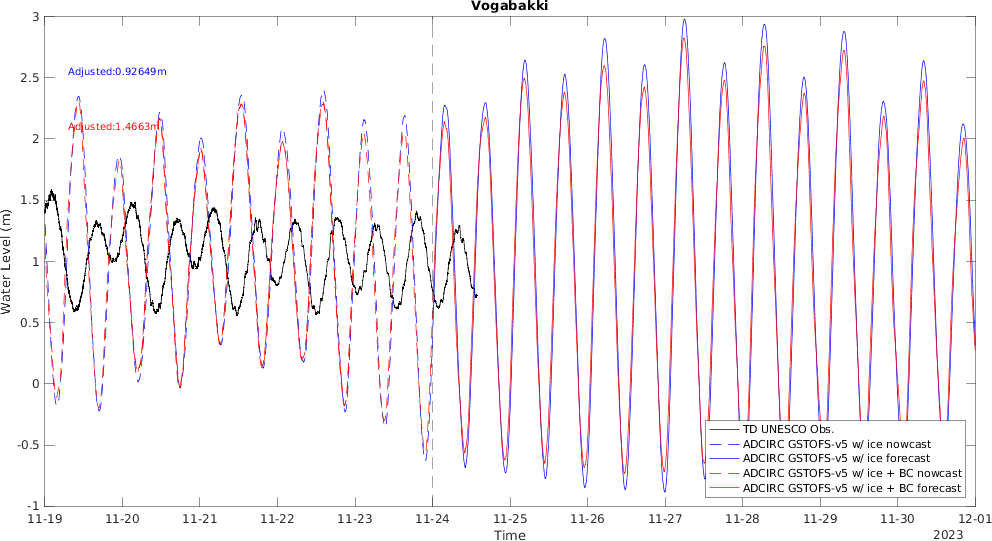 Vogabakki
3
2.5
2
1.5
1
0.5
0
-0.5
-1
Water Level (m)
Adjusted:0.92649m
Adjusted:1.4663m
TD UNESCO Obs.
ADCIRC GSTOFS-v5 w/ ice nowcast
ADCIRC GSTOFS-v5 w/ ice forecast
ADCIRC GSTOFS-v5 w/ ice + BC nowcast
ADCIRC GSTOFS-v5 w/ ice + BC forecast
11-19 11-20 11-21 11-22 11-23 11-24 11-25 11-26 11-27 11-28 11-29 11-30 12-01
Time
2023